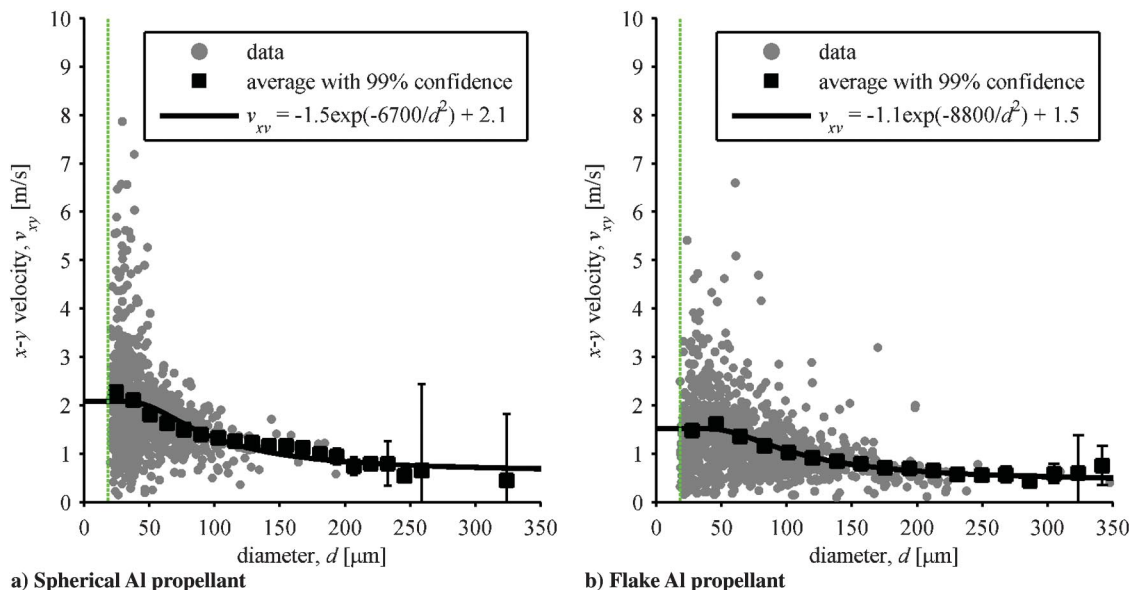 10
9
8
7
6
5
4
3
2
1
0
x-y velocity, v_xy [m/s]
data
average with 99% confidence
v_xy = -1.5exp(-6700/d²) + 2.1
0 50 100 150 200 250 300 350
diameter, d [μm]
a) Spherical Al propellant
10
9
8
7
6
5
4
3
2
1
0
x-y velocity, v_xy [m/s]
data
average with 99% confidence
v_xy = -1.1exp(-8800/d²) + 1.5
0 50 100 150 200 250 300 350
diameter, d [μm]
b) Flake Al propellant